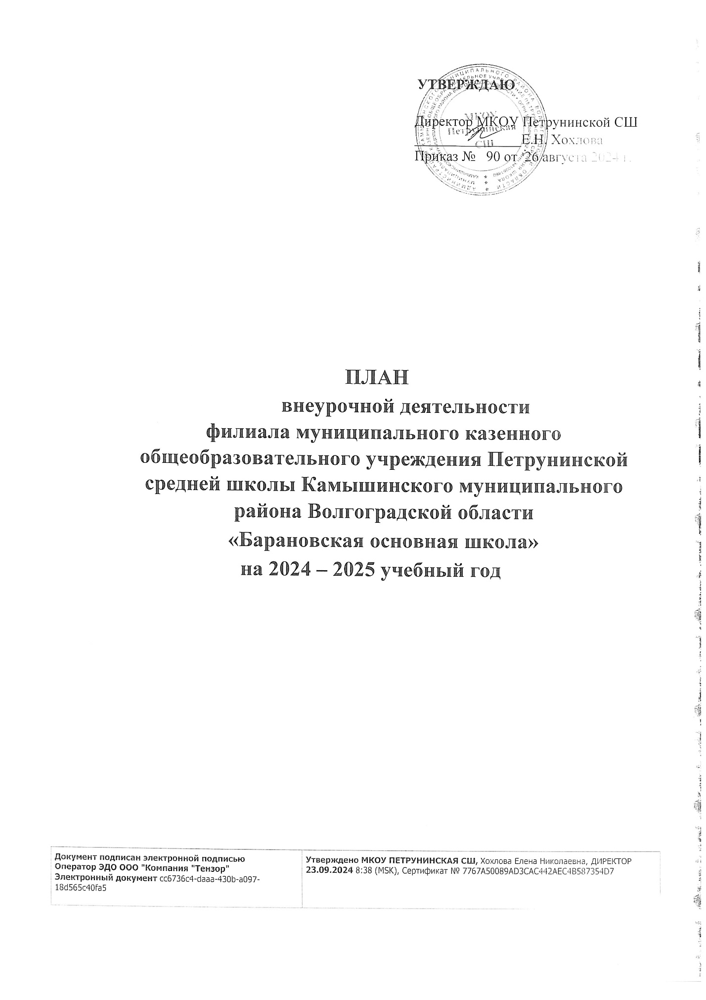 УТВЕРЖДАЮ
Директор МКОУ Петрунинской СШ
Е.Н. Хохлова
Приказ № 90 от 26 августа 2024 г.
МКОУ
Петрунинская
СШ
ПЛАН
внеурочной деятельности
филиала муниципального казенного
общеобразовательного учреждения Петрунинской
средней школы Камышинского муниципального
района Волгоградской области
«Барановская основная школа»
на 2024 – 2025 учебный год
Документ подписан электронной подписью
Оператор ЭДО ООО "Компания "Тензор"
Электронный документ cc6736c4-daaa-430b-a097-
18d565c40fa5
Утверждено МКОУ ПЕТРУНИНСКАЯ СШ, Хохлова Елена Николаевна, ДИРЕКТОР
23.09.2024 8:38 (MSK), Сертификат № 7767A50089AD3CAC442AEC4B587354D7